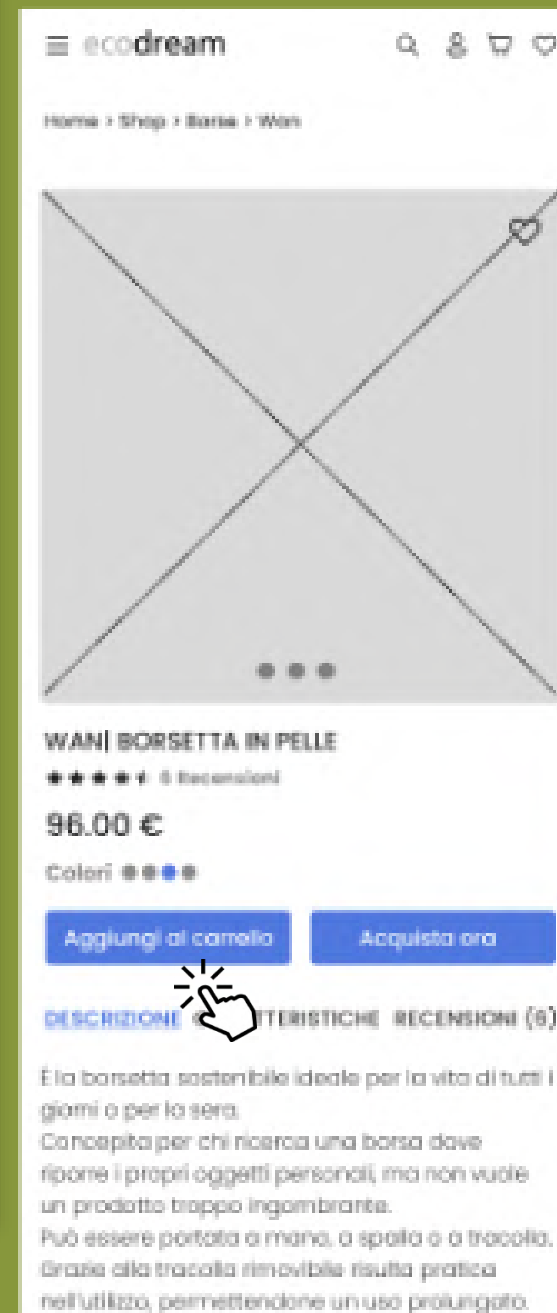 ecodream
Home > Shop > Borse > Wan
WAN| BORSETTA IN PELLE
6 Recensioni
96.00 €
Colori
Aggiungi al carrello
Acquista ora
DESCRIZIONE CARATTERISTICHE RECENSIONI (6)
È la borsetta sostenibile ideale per la vita di tutti i
giorni o per la sera.
Concepita per chi ricerca una borsa dove
riporre i propri oggetti personali, ma non vuole
un prodotto troppo ingombrante.
Può essere portata a mano, a spalla o a tracolla.
Grazie alla tracolla rimovibile risulta pratica
nell'utilizzo, permettendone un uso prolungato.